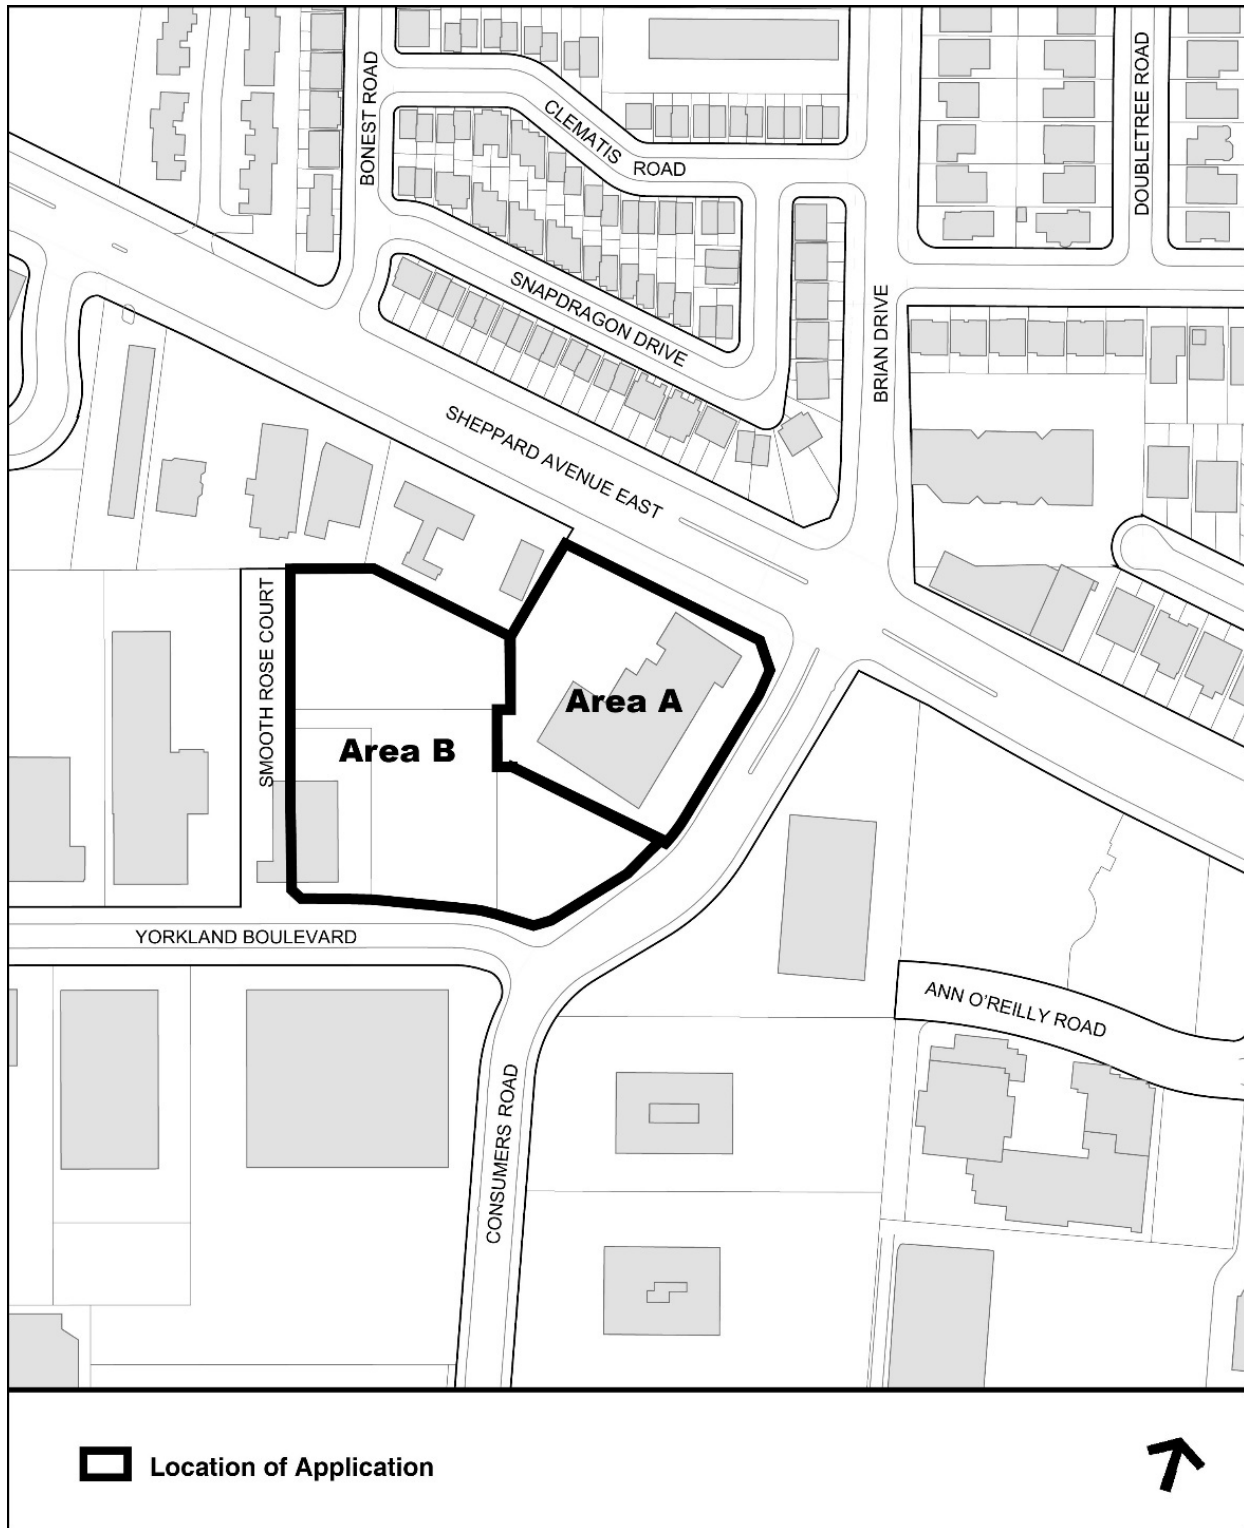 BONEST ROAD
CLEMATIS
ROAD
DOUBLETREE ROAD
SNAPDRAGON DRIVE
BRIAN DRIVE
SHEPPARD AVENUE EAST
SMOOTH ROSE COURT
Area A
Area B
YORKLAND BOULEVARD
ANN O'REILLY ROAD
CONSUMERS ROAD
Location of Application